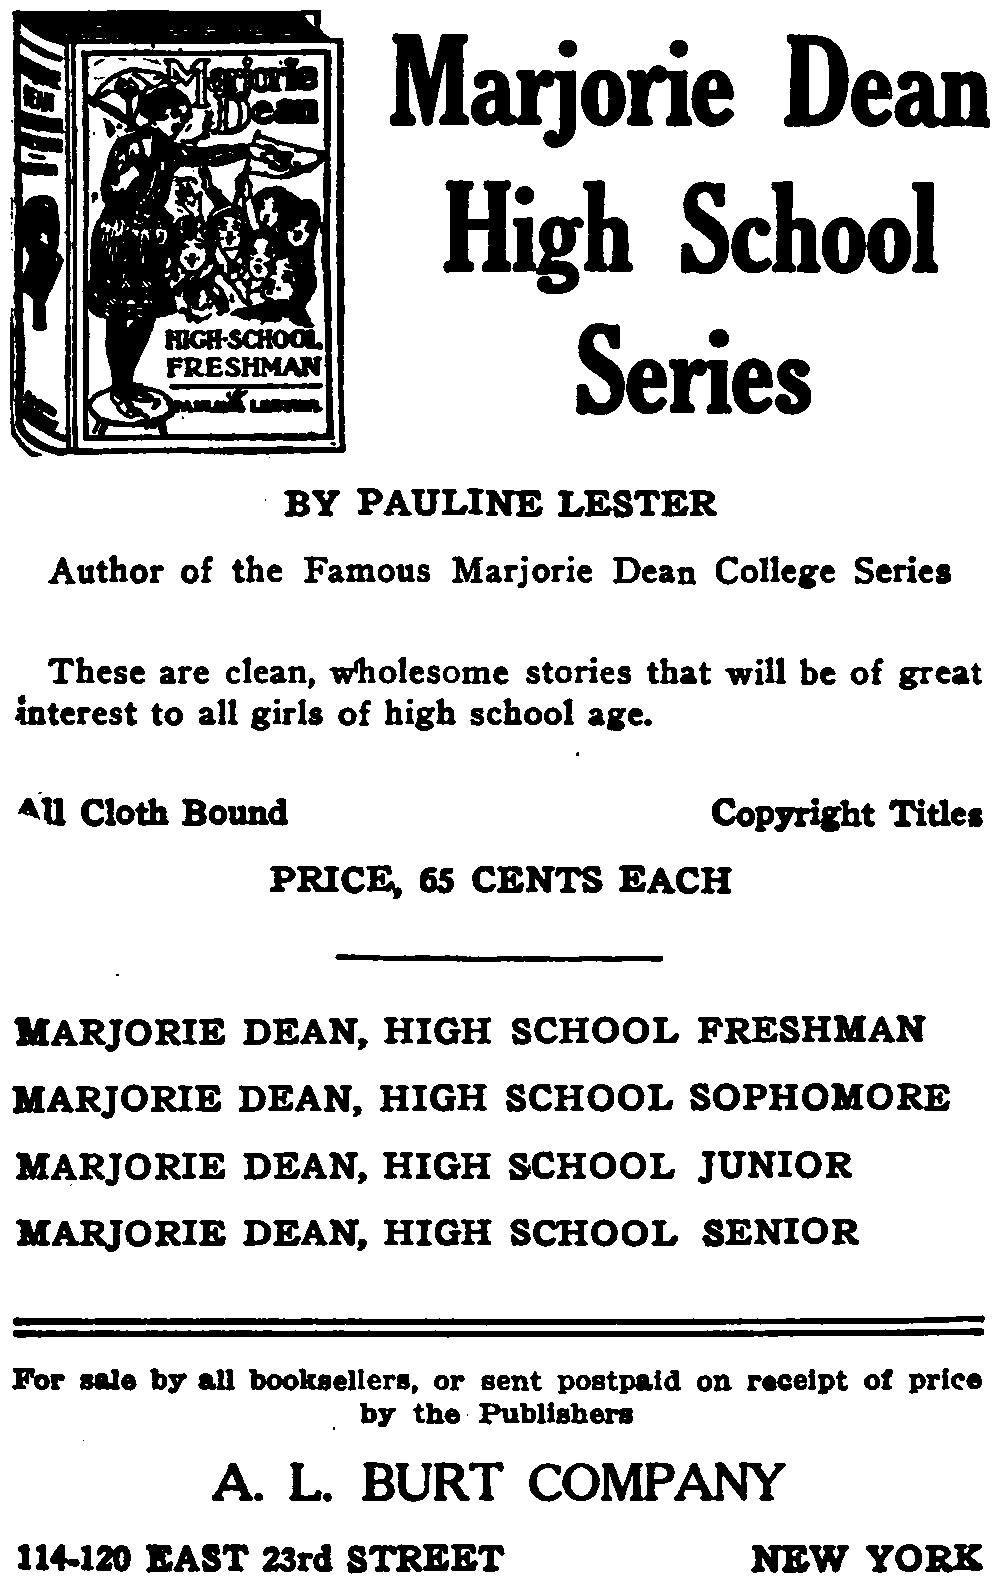 Marjorie
Dean
HIGH-SCHOOL
FRESHMAN
PAULINE LESTER
Marjorie Dean
High School
Series
BY PAULINE LESTER
Author of the Famous Marjorie Dean College Series
These are clean, wholesome stories that will be of great
interest to all girls of high school age.
All Cloth Bound Copyright Titles
PRICE, 65 CENTS EACH
MARJORIE DEAN, HIGH SCHOOL FRESHMAN
MARJORIE DEAN, HIGH SCHOOL SOPHOMORE
MARJORIE DEAN, HIGH SCHOOL JUNIOR
MARJORIE DEAN, HIGH SCHOOL SENIOR
For sale by all booksellers, or sent postpaid on receipt of price
by the Publishers
A. L. BURT COMPANY
114-120 EAST 23rd STREET NEW YORK